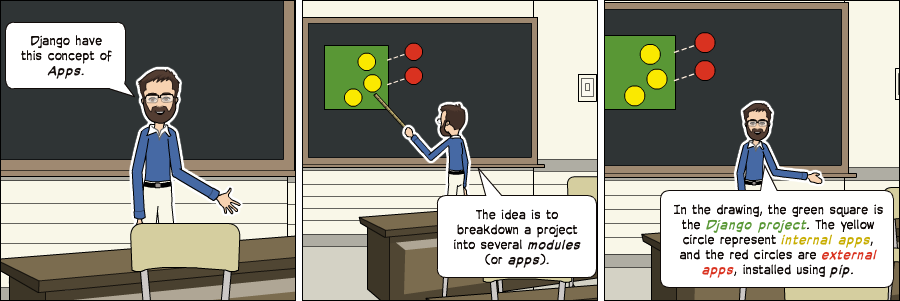 Django have
this concept of
Apps.
The idea is to
breakdown a project
into several modules
(or apps).
In the drawing, the green square is
the Django project. The yellow
circle represent internal apps,
and the red circles are external
apps, installed using pip.